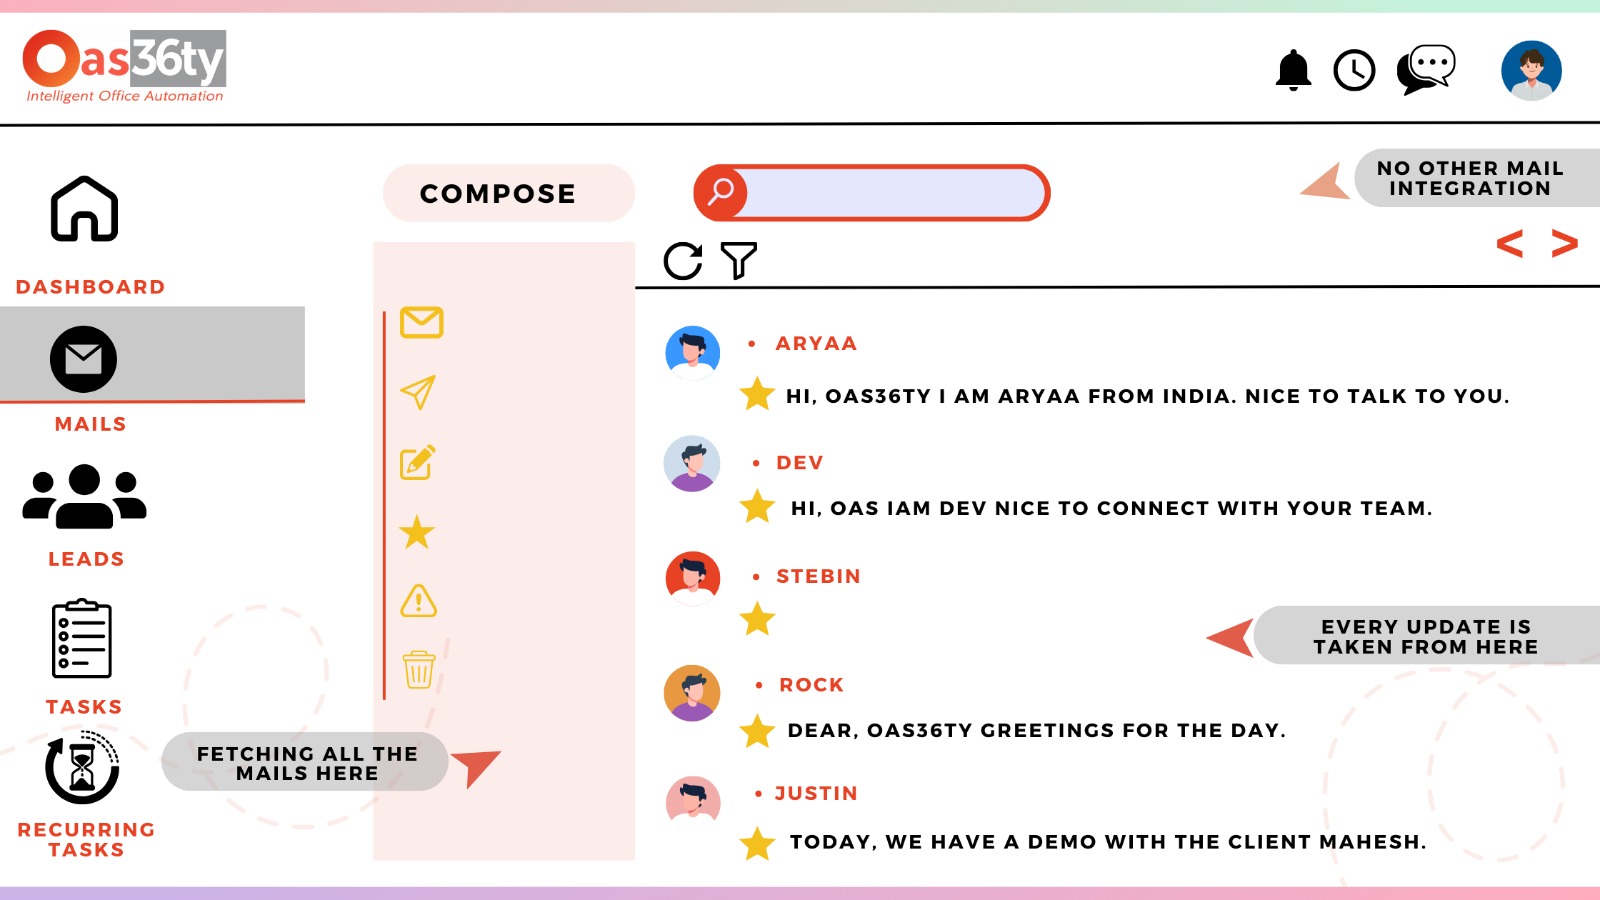 Oas36ty
Intelligent Office Automation
COMPOSE
NO OTHER MAIL
INTEGRATION
< >
DASHBOARD
MAILS
LEADS
TASKS
RECURRING
TASKS
FETCHING ALL THE
MAILS HERE
• ARYAA
HI, OAS36TY I AM ARYAA FROM INDIA. NICE TO TALK TO YOU.
• DEV
HI, OAS IAM DEV NICE TO CONNECT WITH YOUR TEAM.
• STEBIN
EVERY UPDATE IS
TAKEN FROM HERE
• ROCK
DEAR, OAS36TY GREETINGS FOR THE DAY.
• JUSTIN
TODAY, WE HAVE A DEMO WITH THE CLIENT MAHESH.